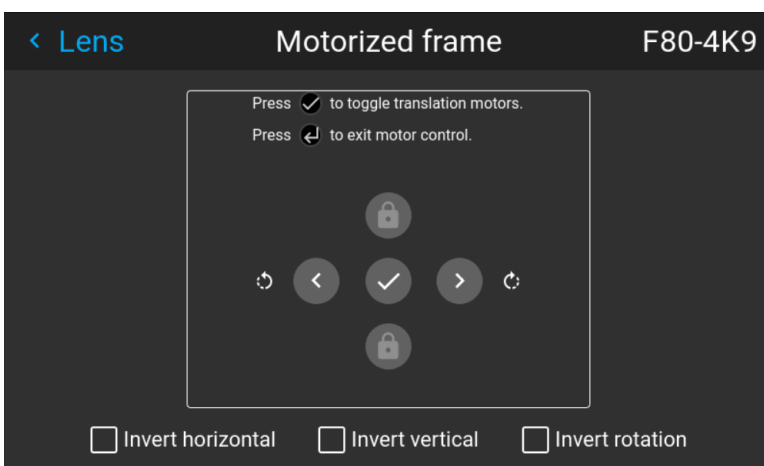 Lens
Motorized frame
F80-4K9
Press to toggle translation motors.
Press to exit motor control.
Invert horizontal
Invert vertical
Invert rotation